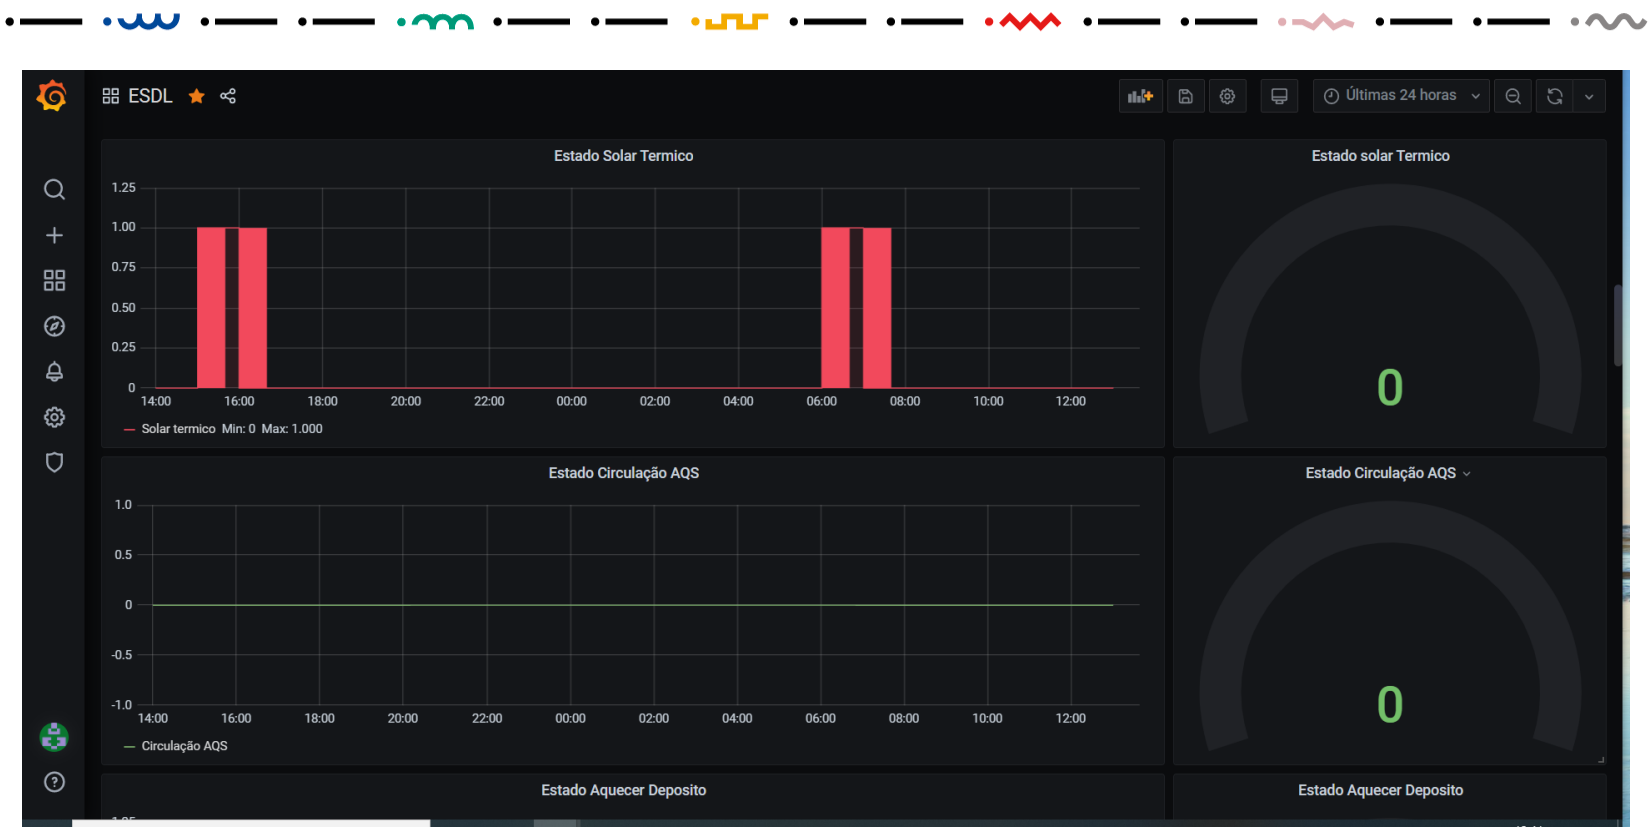 ESDL
Últimas 24 horas
Estado Solar Termico
1.25
1.00
0.75
0.50
0.25
0
14:00 16:00 18:00 20:00 22:00 00:00 02:00 04:00 06:00 08:00 10:00 12:00
Solar termico Min: 0 Max: 1.000
Estado solar Termico
0
Estado Circulação AQS
1.0
0.5
0
-0.5
-1.0
14:00 16:00 18:00 20:00 22:00 00:00 02:00 04:00 06:00 08:00 10:00 12:00
Circulação AQS
Estado Circulação AQS
0
Estado Aquecer Deposito
Estado Aquecer Deposito